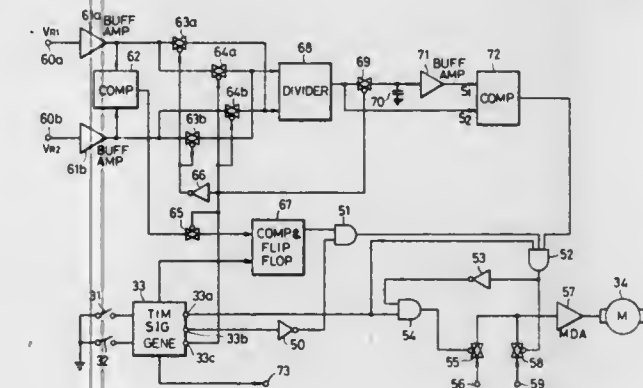 61a BUFF AMP 63a
VR1
60a
62 64a 68 69 71 BUFF AMP 72
COMP DIVIDER S1 COMP
60b 64b 70 S2
VR2 63b
BUFF AMP
61b
66
65 67 51
COMP & FLIP FLOP
52
53
31 33 33a 57 34
TIM SIG GENE 54 M
32 33b 50 55 58 MDA
33c
73 56 59